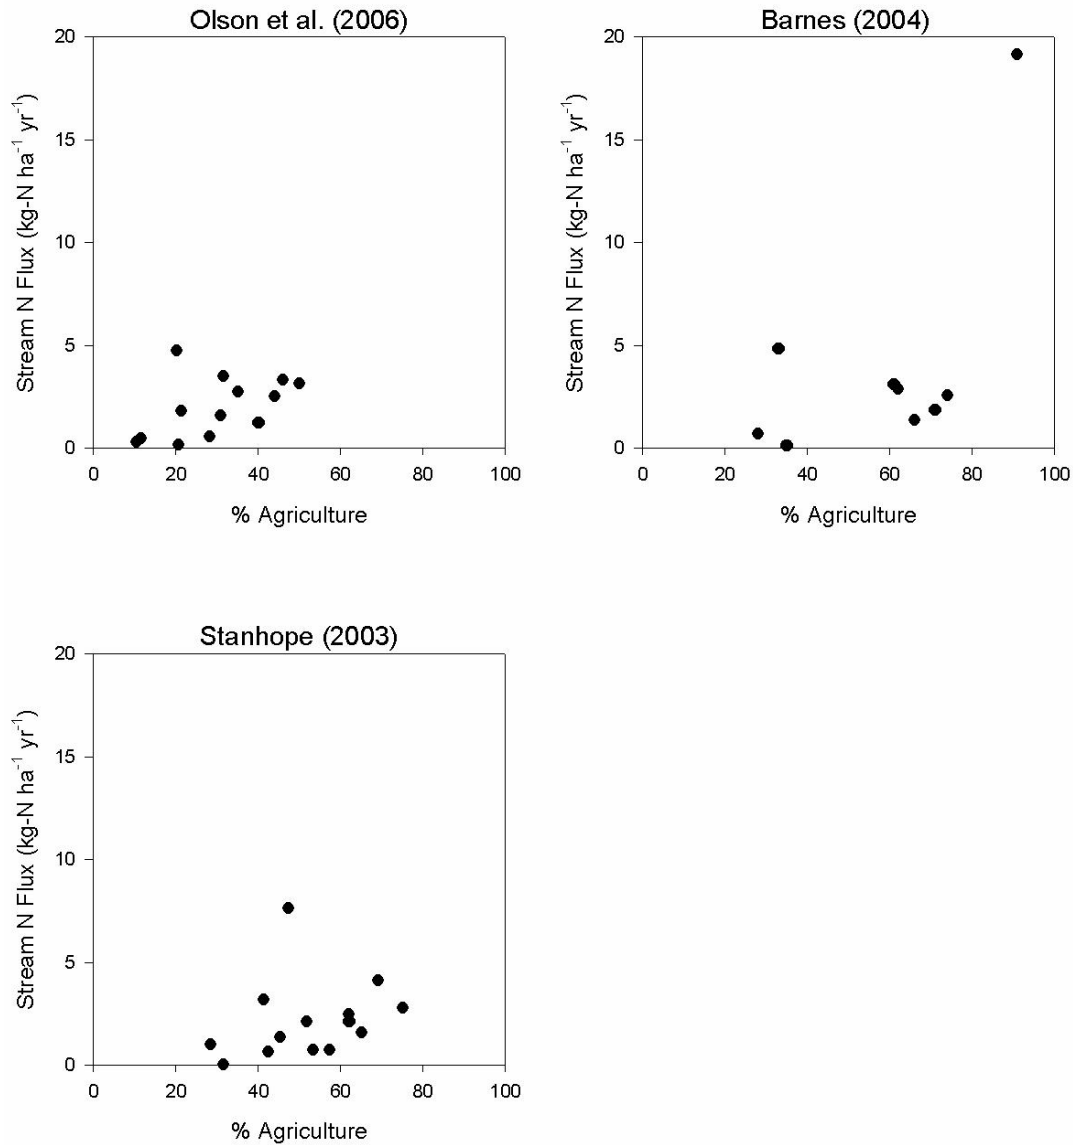 Olson et al. (2006)
20
15
10
5
0
Stream N Flux (kg-N ha⁻¹ yr⁻¹)
0 20 40 60 80 100
% Agriculture
Barnes (2004)
20
15
10
5
0
Stream N Flux (kg-N ha⁻¹ yr⁻¹)
0 20 40 60 80 100
% Agriculture
Stanhope (2003)
20
15
10
5
0
Stream N Flux (kg-N ha⁻¹ yr⁻¹)
0 20 40 60 80 100
% Agriculture